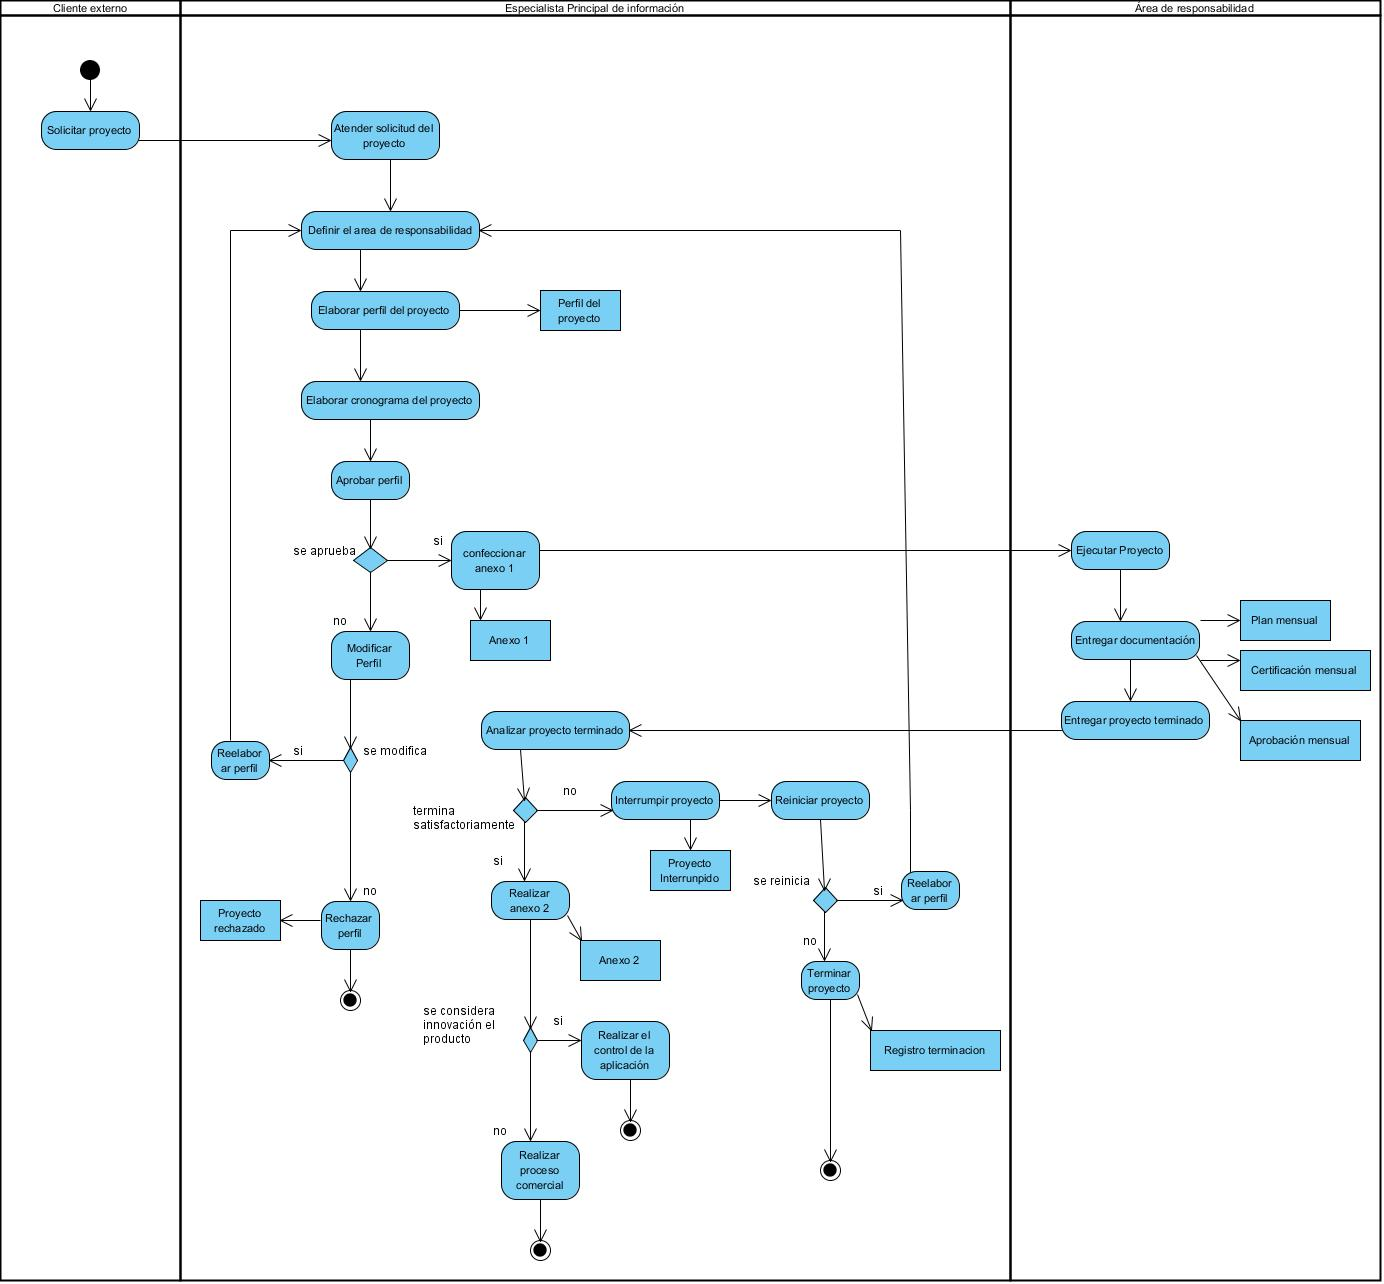 Cliente externo
Especialista Principal de información
Área de responsabilidad
Solicitar proyecto
Atender solicitud del
proyecto
Definir el area de responsabilidad
Elaborar perfil del proyecto
Perfil del
proyecto
Elaborar cronograma del proyecto
Aprobar perfil
se aprueba
si
confeccionar
anexo 1
Ejecutar Proyecto
no
Anexo 1
Modificar
Perfil
Plan mensual
Entregar documentación
Certificación mensual
Entregar proyecto terminado
Aprobación mensual
Analizar proyecto terminado
Reelabor
ar perfil
si
se modifica
no
termina
satisfactoriamente
Interrumpir proyecto
Reiniciar proyecto
Proyecto
Interrunpido
si
se reinicia
si
Reelabor
ar perfil
no
Realizar
anexo 2
Proyecto
rechazado
Rechazar
perfil
Anexo 2
no
Terminar
proyecto
se considera
innovación el
producto
si
Realizar el
control de la
aplicación
Registro terminacion
no
Realizar
proceso
comercial